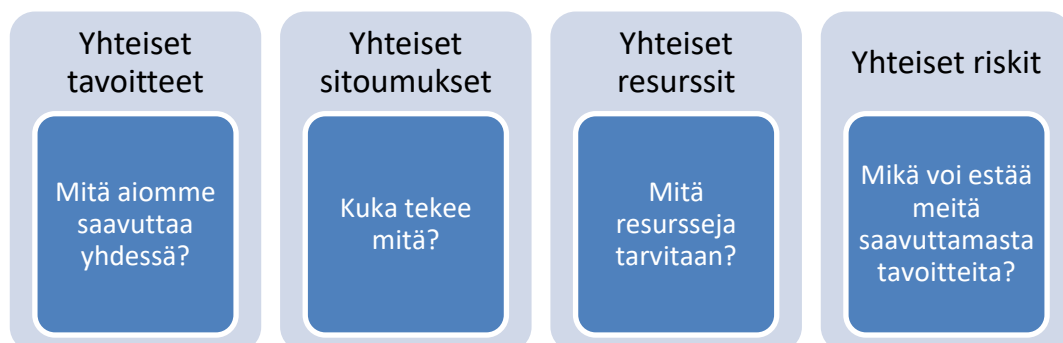 Yhteiset
tavoitteet
Mitä aiomme
saavuttaa
yhdessä?
Yhteiset
sitoumukset
Kuka tekee
mitä?
Yhteiset
resurssit
Mitä
resursseja
tarvitaan?
Yhteiset riskit
Mikä voi estää
meitä
saavuttamasta
tavoitteita?